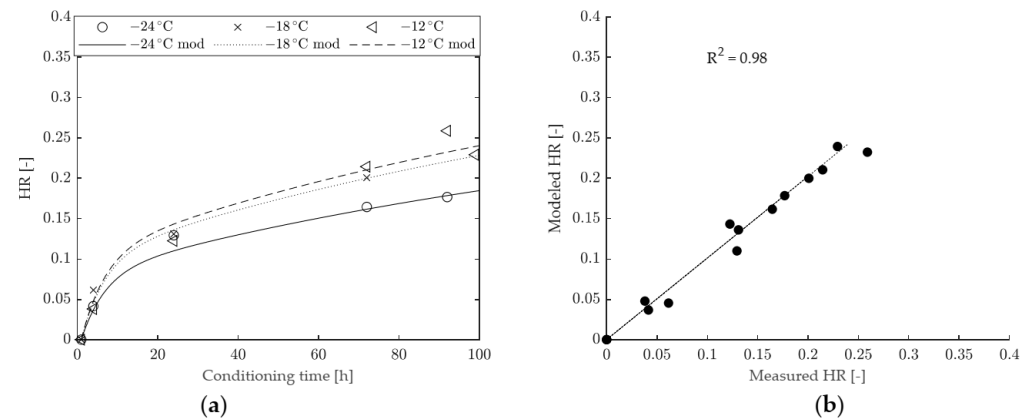 −24 °C −18 °C −12 °C
−24 °C mod −18 °C mod −12 °C mod
0.4
0.35
0.3
0.25
0.2
0.15
0.1
0.05
0
HR [-]
0 20 40 60 80 100
Conditioning time [h]
(a)
R² = 0.98
0.4
0.35
0.3
0.25
0.2
0.15
0.1
0.05
0
Modeled HR [-]
0 0.05 0.1 0.15 0.2 0.25 0.3 0.35 0.4
Measured HR [-]
(b)